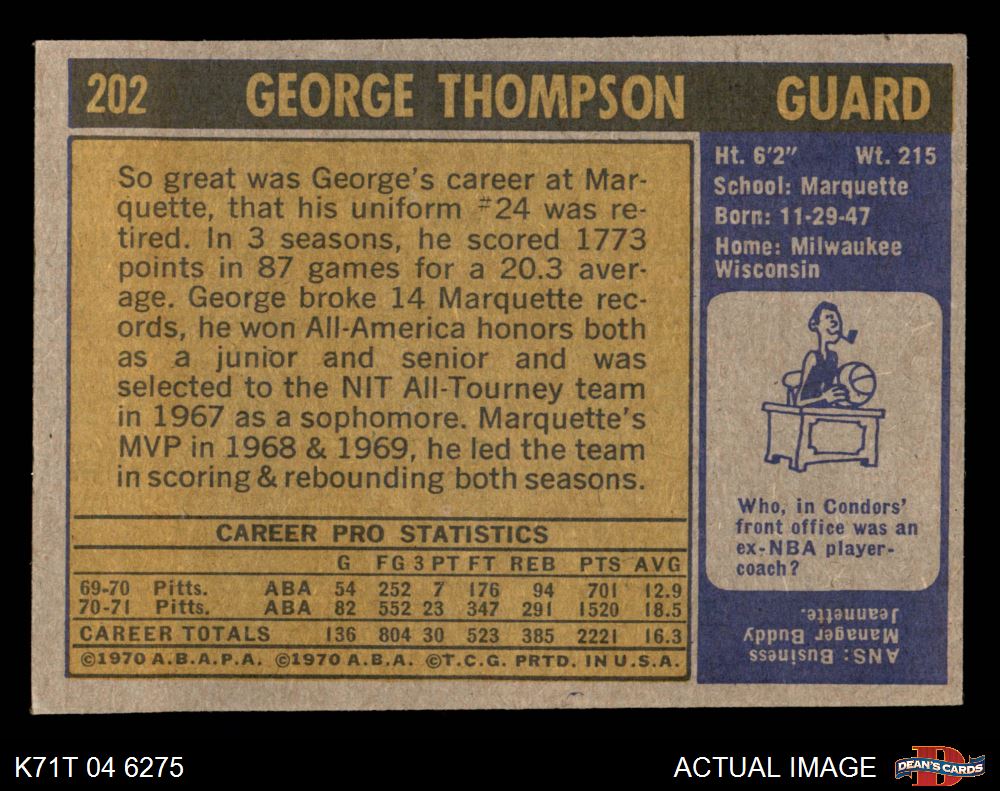 202 GEORGE THOMPSON GUARD
So great was George's career at Mar-
quette, that his uniform #24 was re-
tired. In 3 seasons, he scored 1773
points in 87 games for a 20.3 aver-
age. George broke 14 Marquette rec-
ords, he won All-America honors both
as a junior and senior and was
selected to the NIT All-Tourney team
in 1967 as a sophomore. Marquette's
MVP in 1968 & 1969, he led the team
in scoring & rebounding both seasons.
CAREER PRO STATISTICS
G FG 3 PT FT REB PTS AVG
69-70 Pitts. ABA 54 252 7 176 94 701 12.9
70-71 Pitts. ABA 82 552 23 347 291 1520 18.5
CAREER TOTALS 136 804 30 523 385 2221 16.3
©1970 A.B.A.P.A. ©1970 A.B.A. ©T.C.G. PRTD. IN U.S.A.
Ht. 6'2" Wt. 215
School: Marquette
Born: 11-29-47
Home: Milwaukee
Wisconsin
Who, in Condors'
front office was an
ex-NBA player-
coach?
ANS: Business
Manager Buddy
Jeannette.
K71T 04 6275
ACTUAL IMAGE
D
DEAN'S CARDS